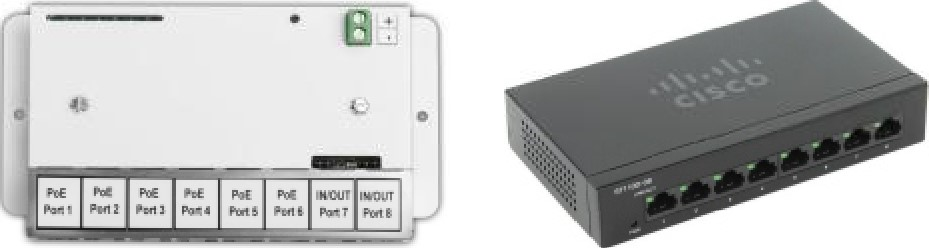 +
-
PoE PoE PoE PoE PoE PoE IN/OUT IN/OUT
Port 1 Port 2 Port 3 Port 4 Port 5 Port 6 Port 7 Port 8
CISCO